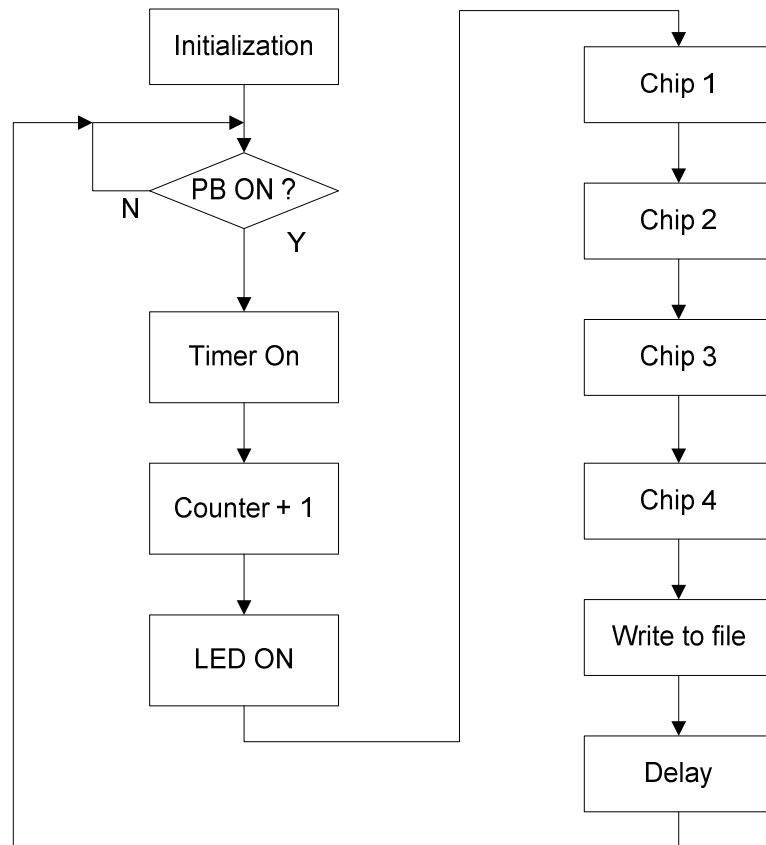 Initialization
PB ON ?
N
Y
Timer On
Counter + 1
LED ON
Chip 1
Chip 2
Chip 3
Chip 4
Write to file
Delay